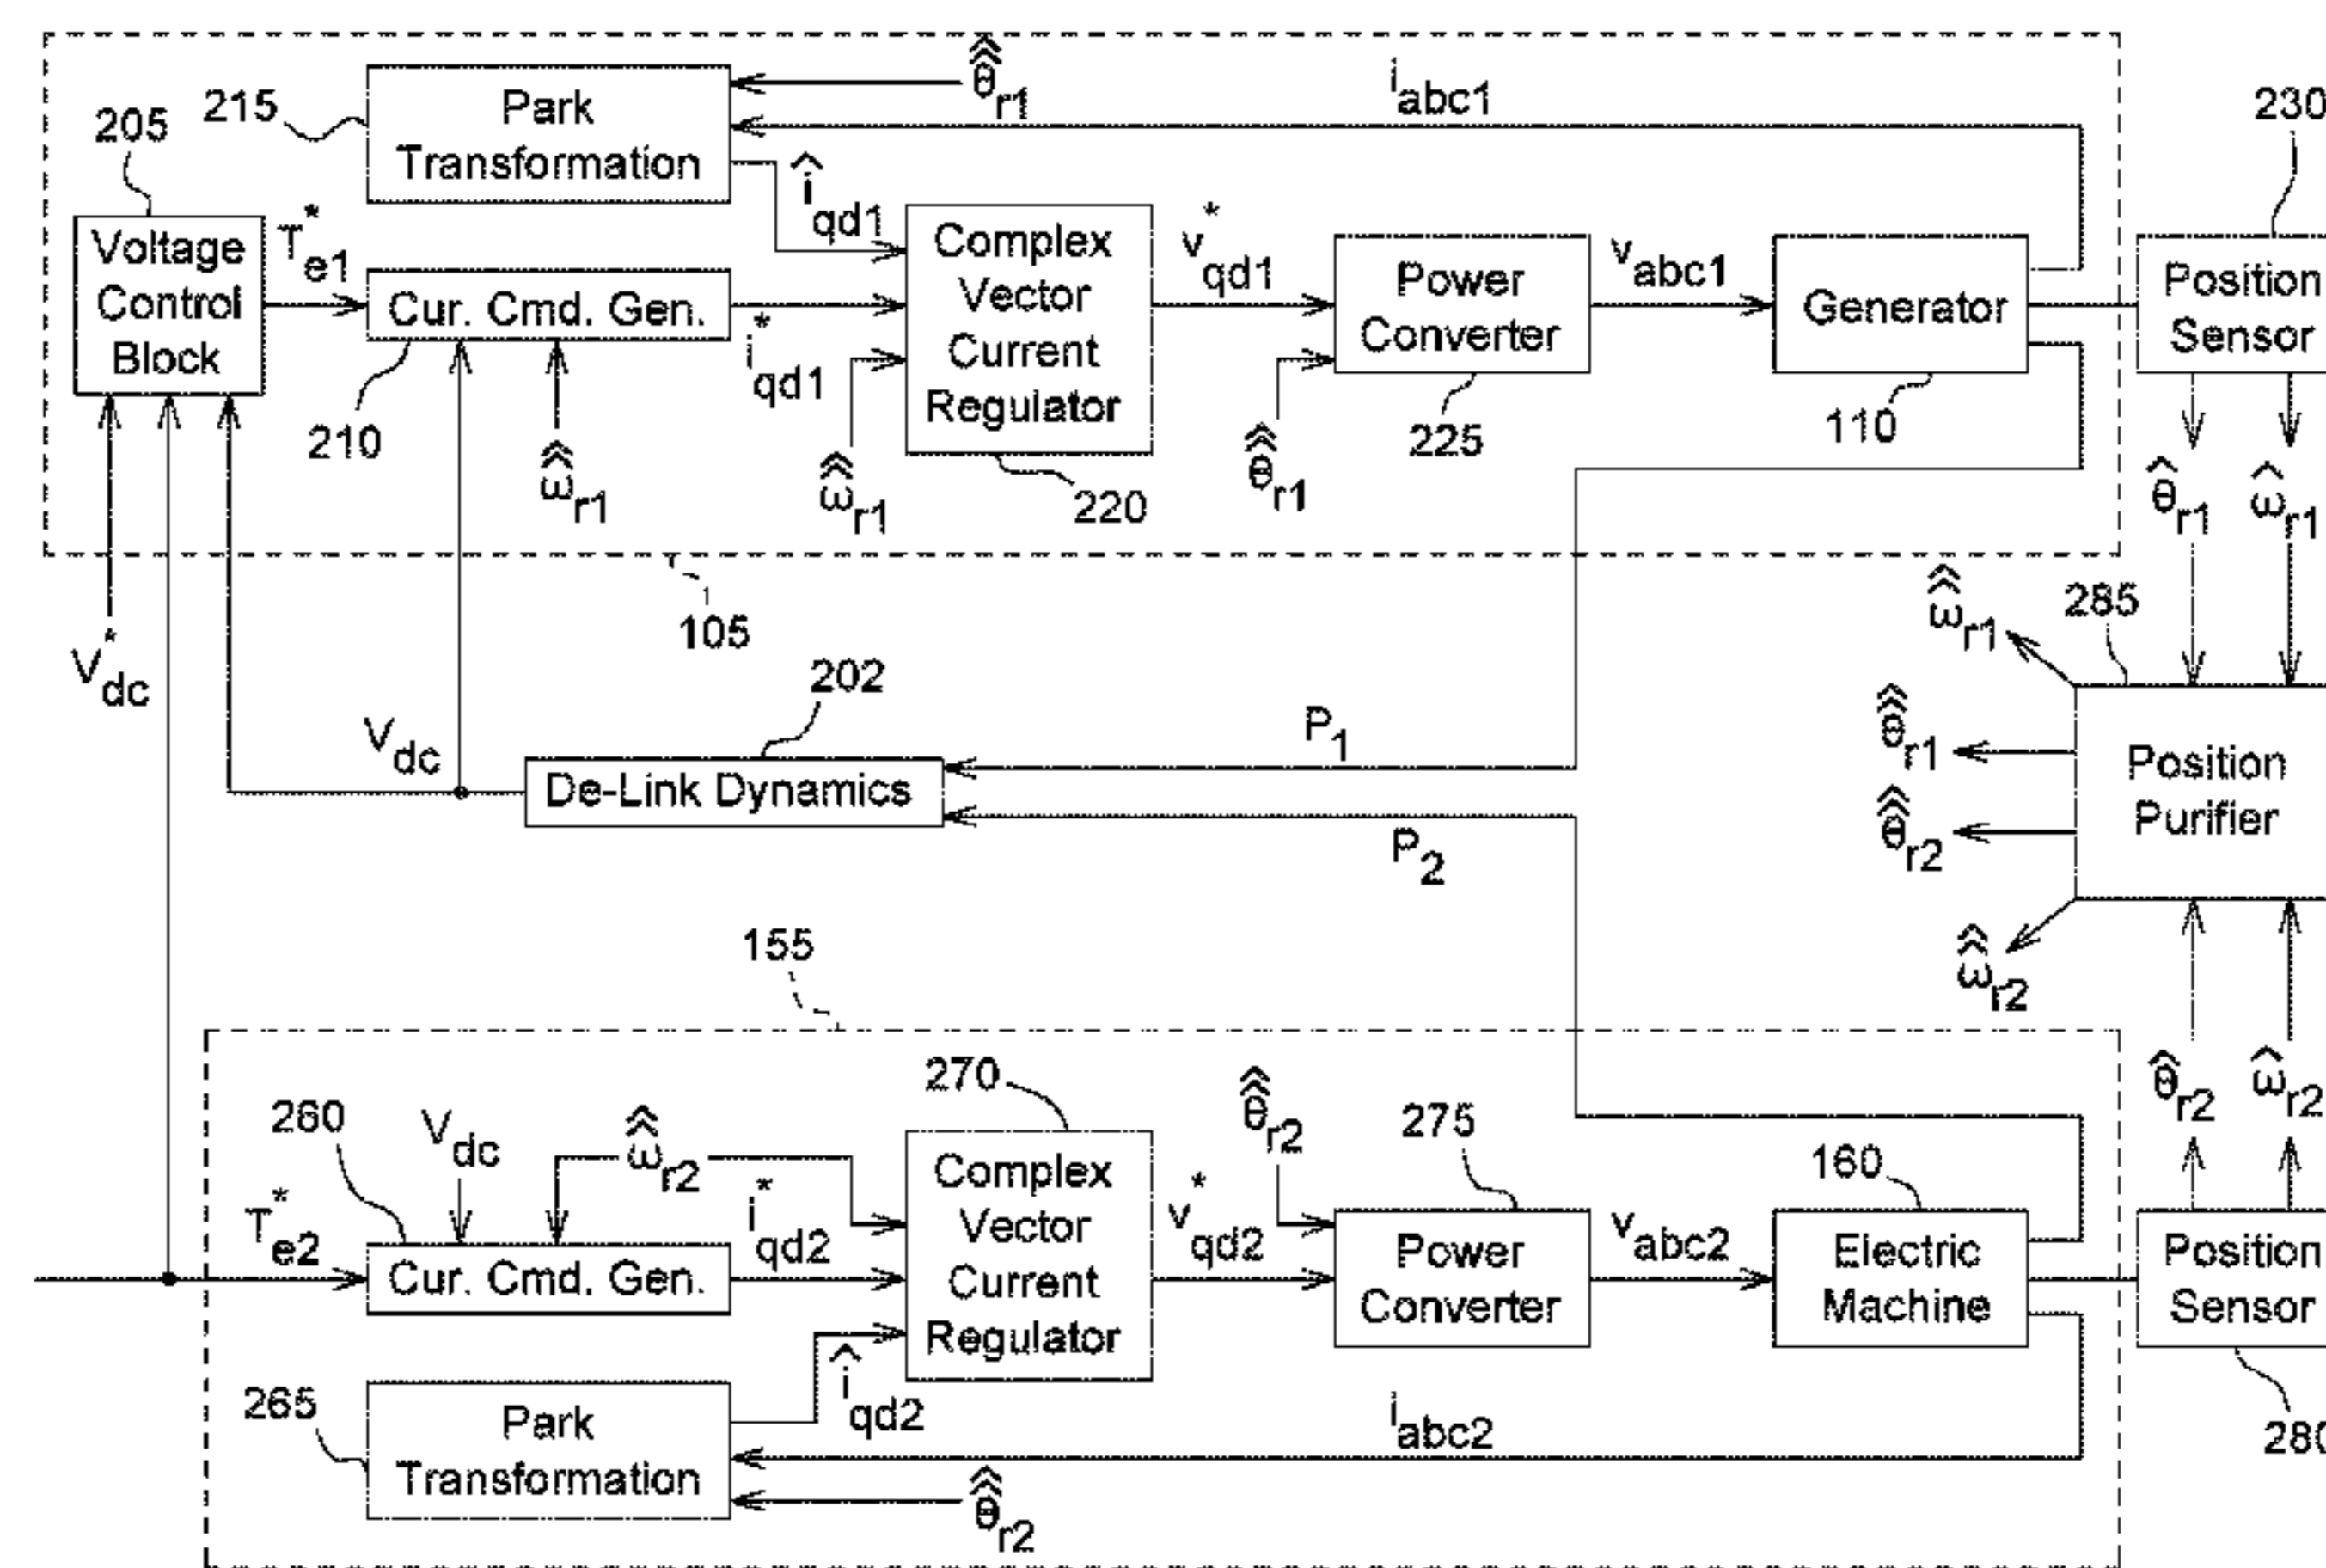 θ̂̂r1
iabc1
230
215
205
Park
Transformation
îqd1
Voltage
Control
Block
T*e1
Cur. Cmd. Gen.
i*qd1
Complex
Vector
Current
Regulator
v*qd1
Power
Converter
vabc1
Generator
Position
Sensor
210
ω̂̂r1
ω̂̂r1
220
θ̂̂r1
225
110
θ̂r1
ω̂r1
105
V*dc
202
Vdc
De-Link Dynamics
P1
P2
ω̂̂r1
285
θ̂̂r1
θ̂̂r2
ω̂̂r2
Position
Purifier
155
270
260
Vdc
ω̂̂r2
θ̂̂r2
275
160
θ̂r2
ω̂r2
T*e2
Cur. Cmd. Gen.
i*qd2
Complex
Vector
Current
Regulator
v*qd2
Power
Converter
vabc2
Electric
Machine
Position
Sensor
265
Park
Transformation
îqd2
iabc2
θ̂̂r2
280